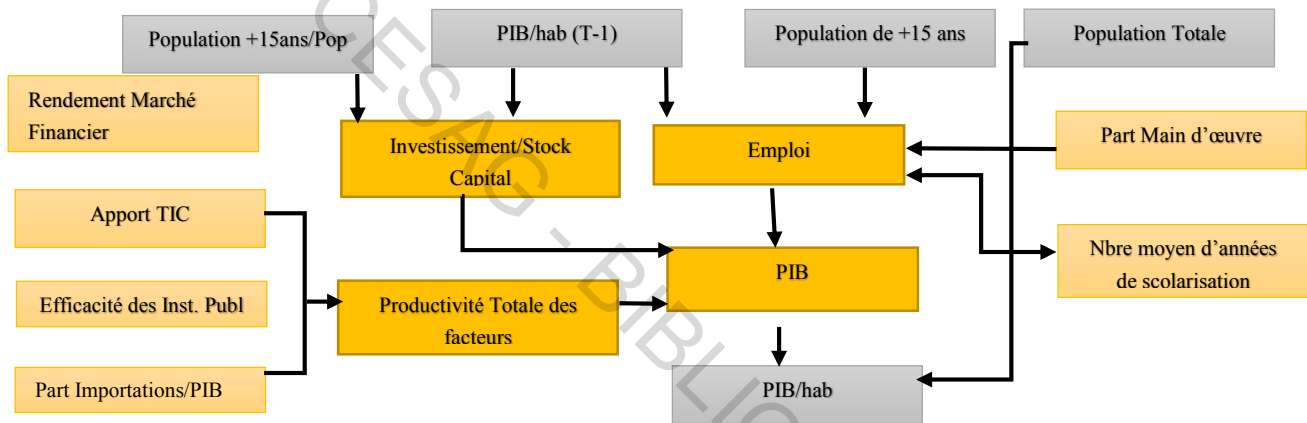 Population +15ans/Pop
PIB/hab (T-1)
Population de +15 ans
Population Totale
Rendement Marché
Financier
Investissement/Stock
Capital
Emploi
Part Main d’œuvre
Apport TIC
PIB
Nbre moyen d’années
de scolarisation
Efficacité des Inst. Publ
Productivité Totale des
facteurs
Part Importations/PIB
PIB/hab
CESAG - BIBLIO